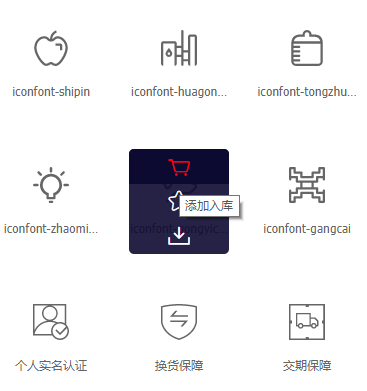 iconfont-shipin
iconfont-huagon...
iconfont-tongzhu...
iconfont-zhaomi...
添加入库
iconfont-gangcai
个人实名认证
换货保障
交期保障